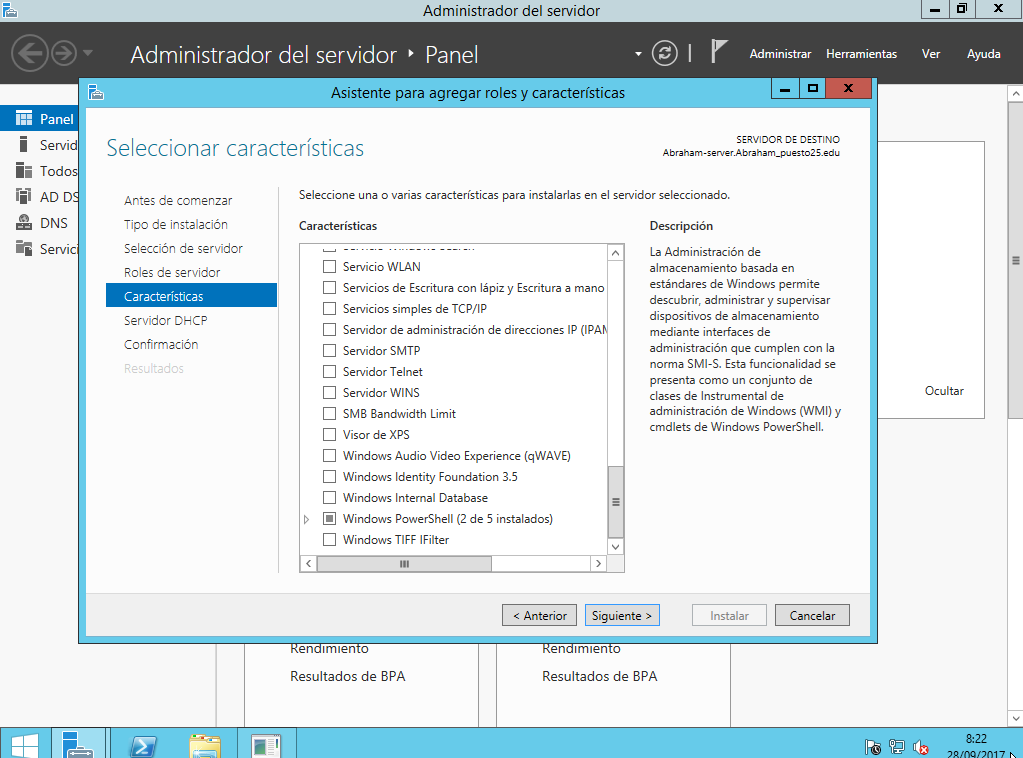 Administrador del servidor
Administrador del servidor
Panel
Administrar
Herramientas
Ver
Ayuda
Panel
Servid
Todos
AD DS
DNS
Servici
Asistente para agregar roles y características
Seleccionar características
SERVIDOR DE DESTINO
Abraham-server.Abraham_puesto25.edu
Antes de comenzar
Tipo de instalación
Selección de servidor
Roles de servidor
Características
Servidor DHCP
Confirmación
Resultados
Seleccione una o varias características para instalarlas en el servidor seleccionado.
Características
Servicio Windows Search
Servicio WLAN
Servicios de Escritura con lápiz y Escritura a mano
Servicios simples de TCP/IP
Servidor de administración de direcciones IP (IPAM
Servidor SMTP
Servidor Telnet
Servidor WINS
SMB Bandwidth Limit
Visor de XPS
Windows Audio Video Experience (qWAVE)
Windows Identity Foundation 3.5
Windows Internal Database
Windows PowerShell (2 de 5 instalados)
Windows TIFF IFilter
Descripción
La Administración de
almacenamiento basada en
estándares de Windows permite
descubrir, administrar y supervisar
dispositivos de almacenamiento
mediante interfaces de
administración que cumplen con la
norma SMI-S. Esta funcionalidad se
presenta como un conjunto de
clases de Instrumental de
administración de Windows (WMI) y
cmdlets de Windows PowerShell.
Ocultar
< Anterior
Siguiente >
Instalar
Cancelar
Rendimiento
Resultados de BPA
Rendimiento
Resultados de BPA
8:22
28/09/2017